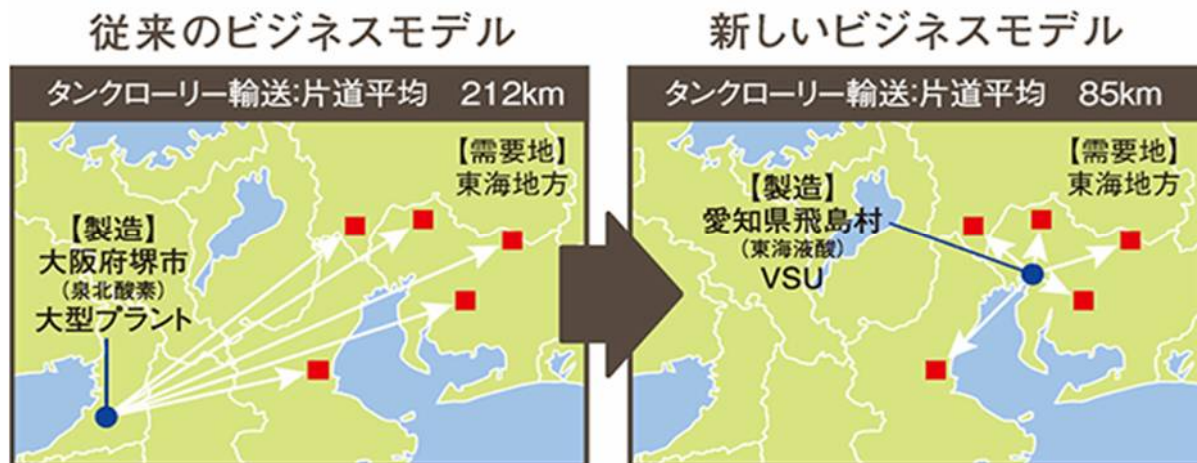 従来のビジネスモデル
タンクローリー輸送:片道平均 212km
【需要地】
東海地方
【製造】
大阪府堺市
(泉北酸素)
大型プラント
新しいビジネスモデル
タンクローリー輸送:片道平均 85km
【需要地】
東海地方
【製造】
愛知県飛島村
(東海液酸)
VSU